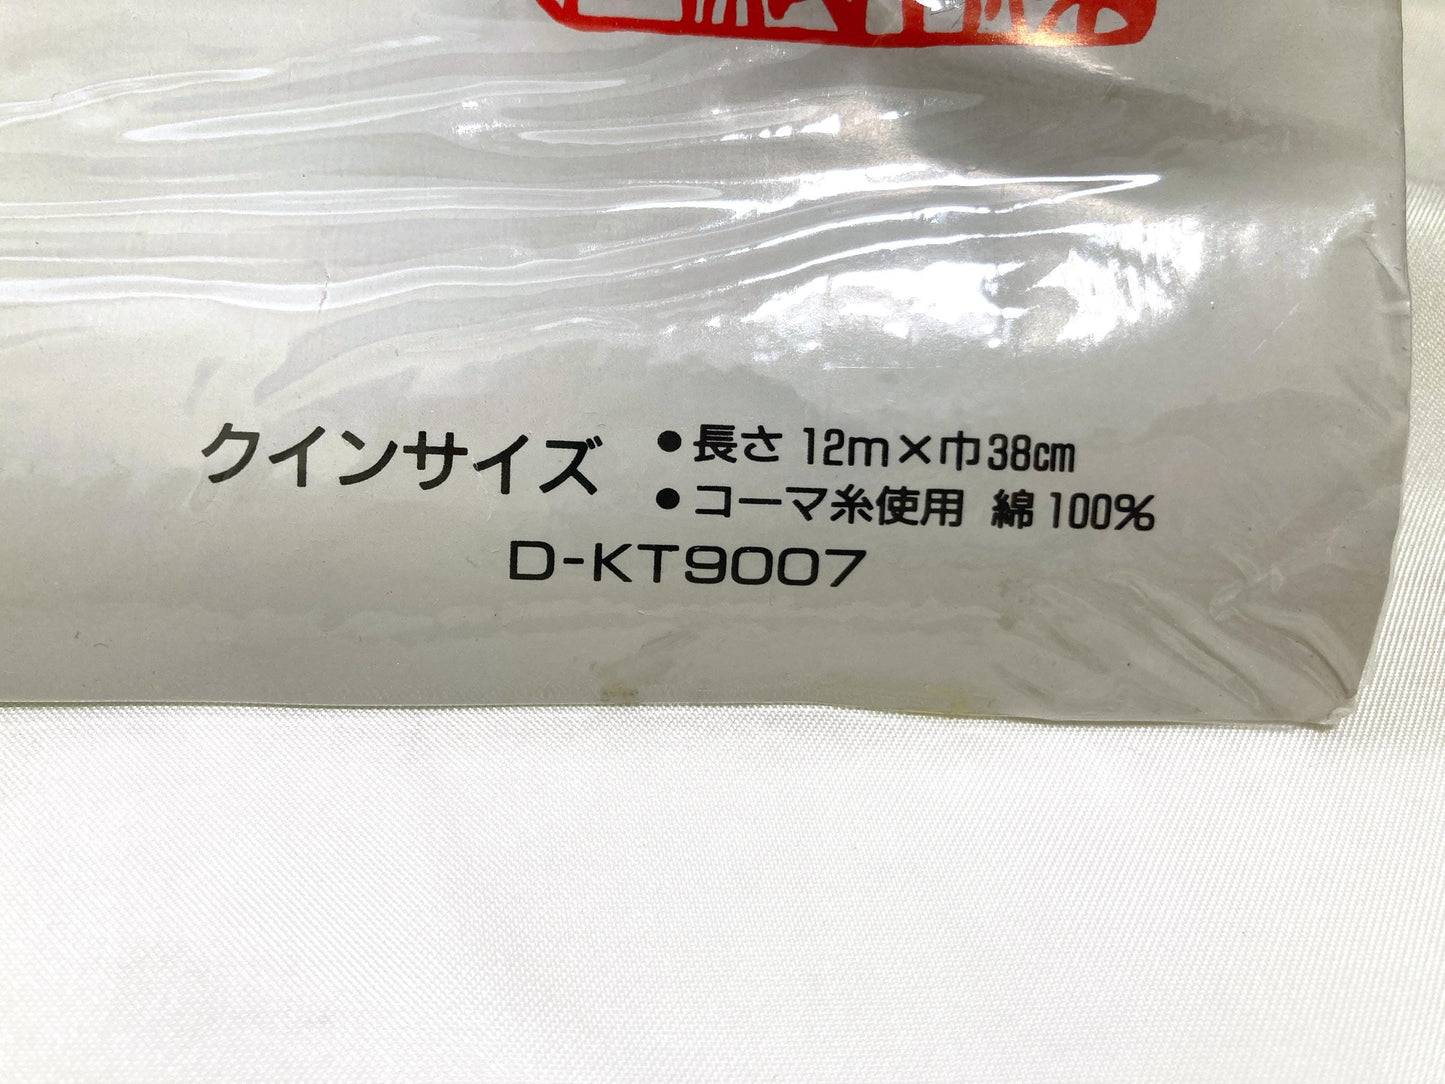 クインサイズ
●長さ 12m×巾38cm
●コーマ糸使用 綿100%
D-KT9007